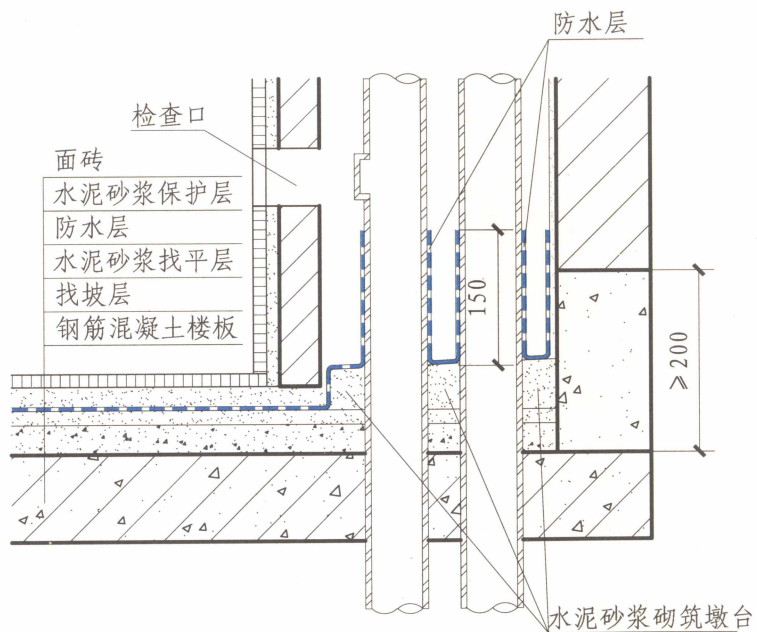 防水层
检查口
面砖
水泥砂浆保护层
防水层
水泥砂浆找平层
找坡层
钢筋混凝土楼板
150
≥200
水泥砂浆砌筑墩台